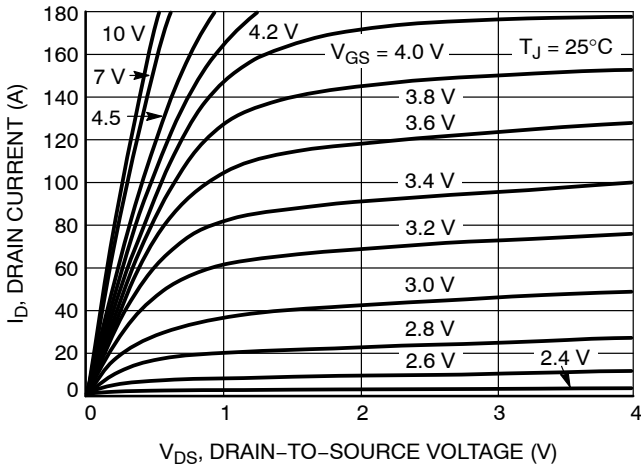 180
160
140
120
100
80
60
40
20
0
I_D, DRAIN CURRENT (A)
10 V
7 V
4.5
4.2 V
V_GS = 4.0 V
T_J = 25°C
3.8 V
3.6 V
3.4 V
3.2 V
3.0 V
2.8 V
2.6 V
2.4 V
0
1
2
3
4
V_DS, DRAIN−TO−SOURCE VOLTAGE (V)